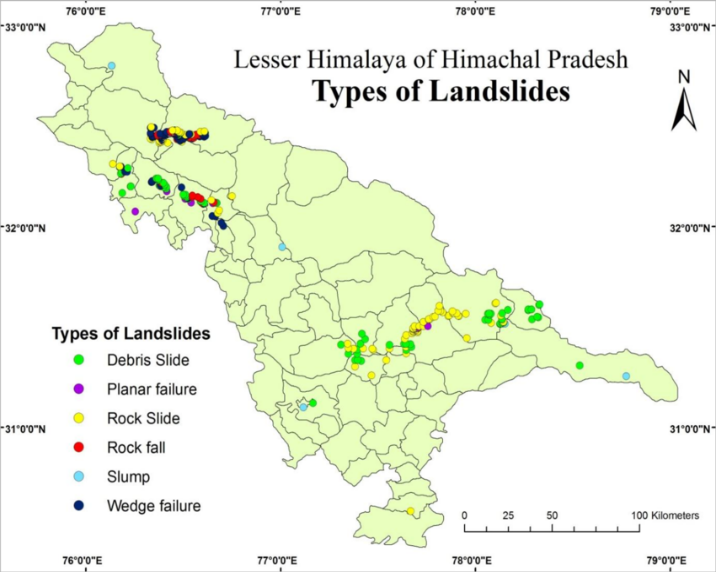 76°0'0"E 77°0'0"E 78°0'0"E 79°0'0"E
33°0'0"N 33°0'0"N
Lesser Himalaya of Himachal Pradesh
Types of Landslides
N
32°0'0"N 32°0'0"N
Types of Landslides
Debris Slide
Planar failure
Rock Slide
Rock fall
Slump
Wedge failure
31°0'0"N 31°0'0"N
0 25 50 100 Kilometers
76°0'0"E 77°0'0"E 78°0'0"E 79°0'0"E